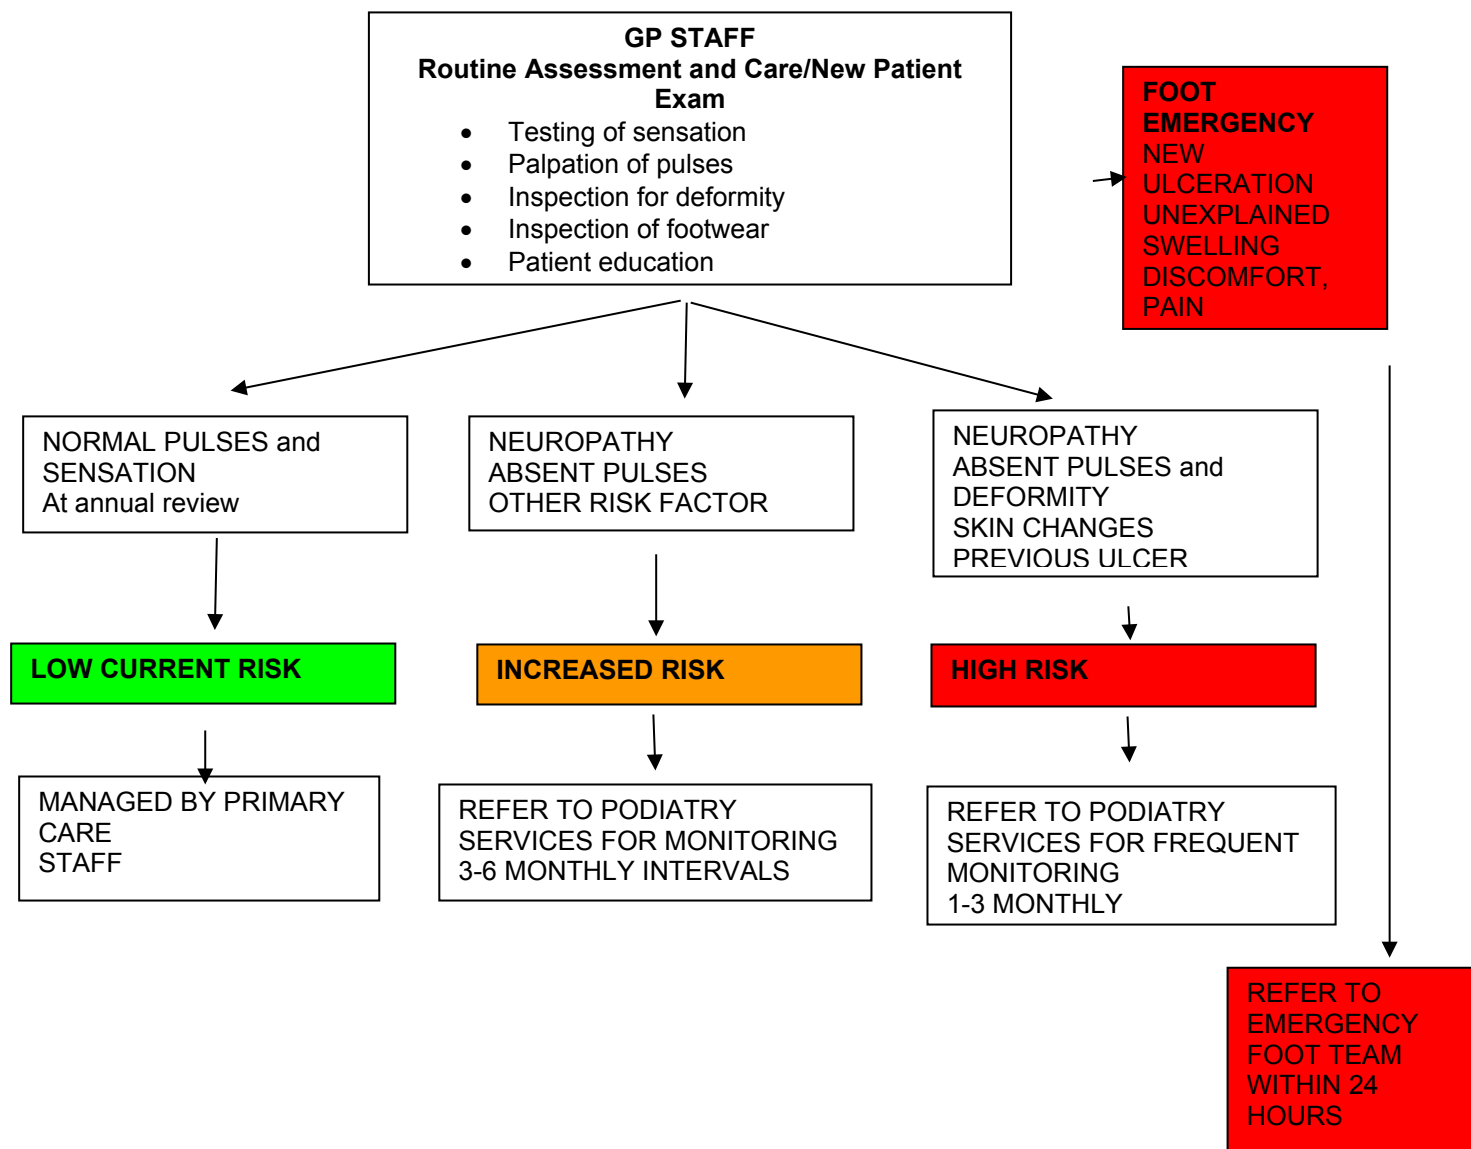 GP STAFF
Routine Assessment and Care/New Patient
Exam
• Testing of sensation
• Palpation of pulses
• Inspection for deformity
• Inspection of footwear
• Patient education
FOOT
EMERGENCY
NEW
ULCERATION
UNEXPLAINED
SWELLING
DISCOMFORT,
PAIN
NORMAL PULSES and
SENSATION
At annual review
NEUROPATHY
ABSENT PULSES
OTHER RISK FACTOR
NEUROPATHY
ABSENT PULSES and
DEFORMITY
SKIN CHANGES
PREVIOUS ULCER
LOW CURRENT RISK
INCREASED RISK
HIGH RISK
MANAGED BY PRIMARY
CARE
STAFF
REFER TO PODIATRY
SERVICES FOR MONITORING
3-6 MONTHLY INTERVALS
REFER TO PODIATRY
SERVICES FOR FREQUENT
MONITORING
1-3 MONTHLY
REFER TO
EMERGENCY
FOOT TEAM
WITHIN 24
HOURS